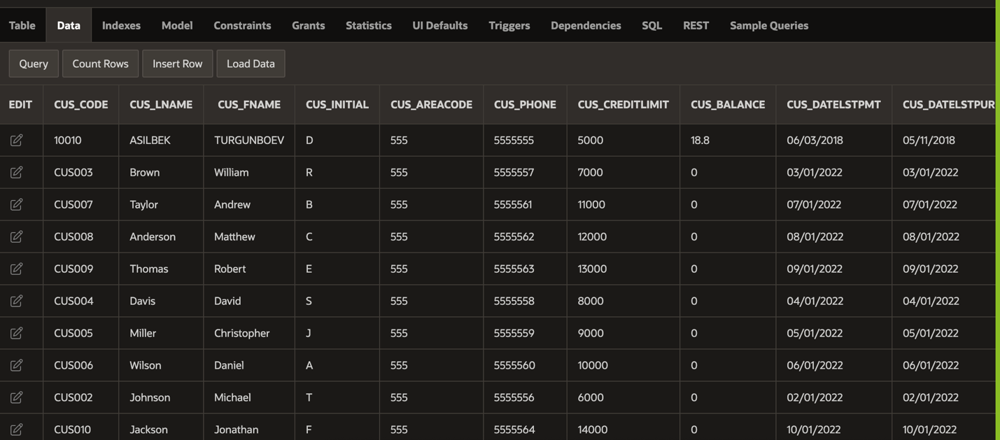 Table Data Indexes Model Constraints Grants Statistics UI Defaults Triggers Dependencies SQL REST Sample Queries
Query Count Rows Insert Row Load Data
EDIT CUS_CODE CUS_LNAME CUS_FNAME CUS_INITIAL CUS_AREACODE CUS_PHONE CUS_CREDITLIMIT CUS_BALANCE CUS_DATELSTPMT CUS_DATELSTPUR
10010 ASILBEK TURGUNBOEV D 555 5555555 5000 18.8 06/03/2018 05/11/2018
CUS003 Brown William R 555 5555557 7000 0 03/01/2022 03/01/2022
CUS007 Taylor Andrew B 555 5555561 11000 0 07/01/2022 07/01/2022
CUS008 Anderson Matthew C 555 5555562 12000 0 08/01/2022 08/01/2022
CUS009 Thomas Robert E 555 5555563 13000 0 09/01/2022 09/01/2022
CUS004 Davis David S 555 5555558 8000 0 04/01/2022 04/01/2022
CUS005 Miller Christopher J 555 5555559 9000 0 05/01/2022 05/01/2022
CUS006 Wilson Daniel A 555 5555560 10000 0 06/01/2022 06/01/2022
CUS002 Johnson Michael T 555 5555556 6000 0 02/01/2022 02/01/2022
CUS010 Jackson Jonathan F 555 5555564 14000 0 10/01/2022 10/01/2022